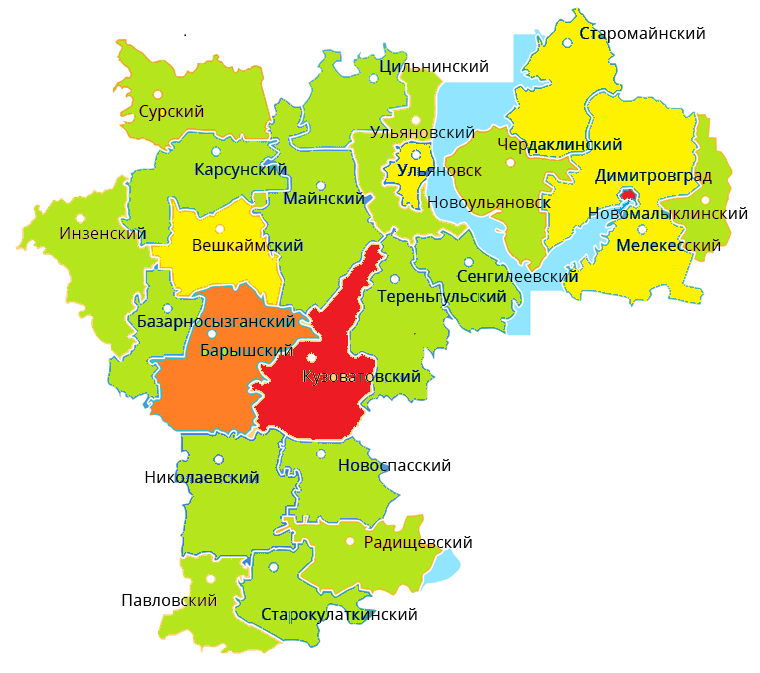 Старомайнский
Цильнинский
Сурский
Ульяновский
Чердаклинский
Карсунский
Ульяновск
Димитровград
Майнский
Новоульяновск
Новомалыклинский
Инзенский
Вешкаймский
Мелекесский
Сенгилеевский
Тереньгульский
Базарносызганский
Барышский
Кузоватовский
Новоспасский
Николаевский
Радищевский
Павловский
Старокулаткинский